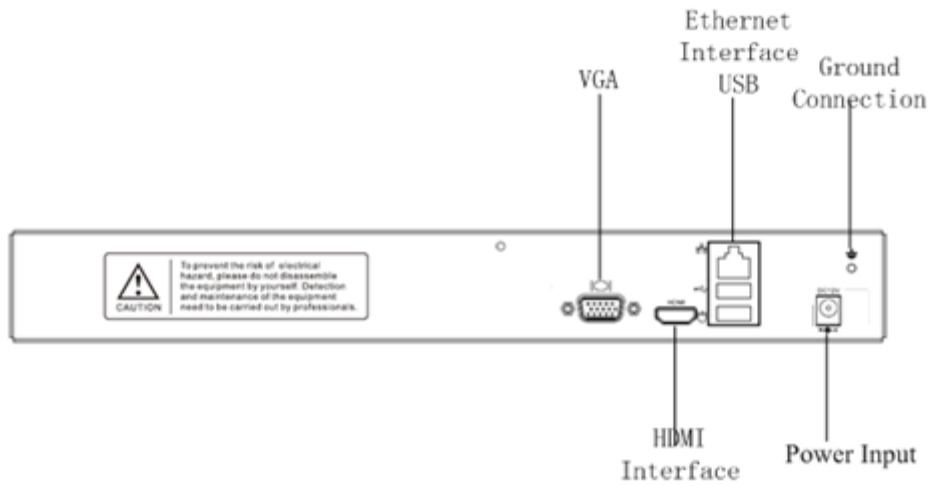 Ethernet
Interface
USB
VGA
Ground
Connection
To prevent the risk of electrical
hazard, please do not disassemble
the equipment by yourself. Detection
and maintenance of the equipment
need to be carried out by professionals.
CAUTION
HDMI
DC12V
HDMI
Interface
Power Input